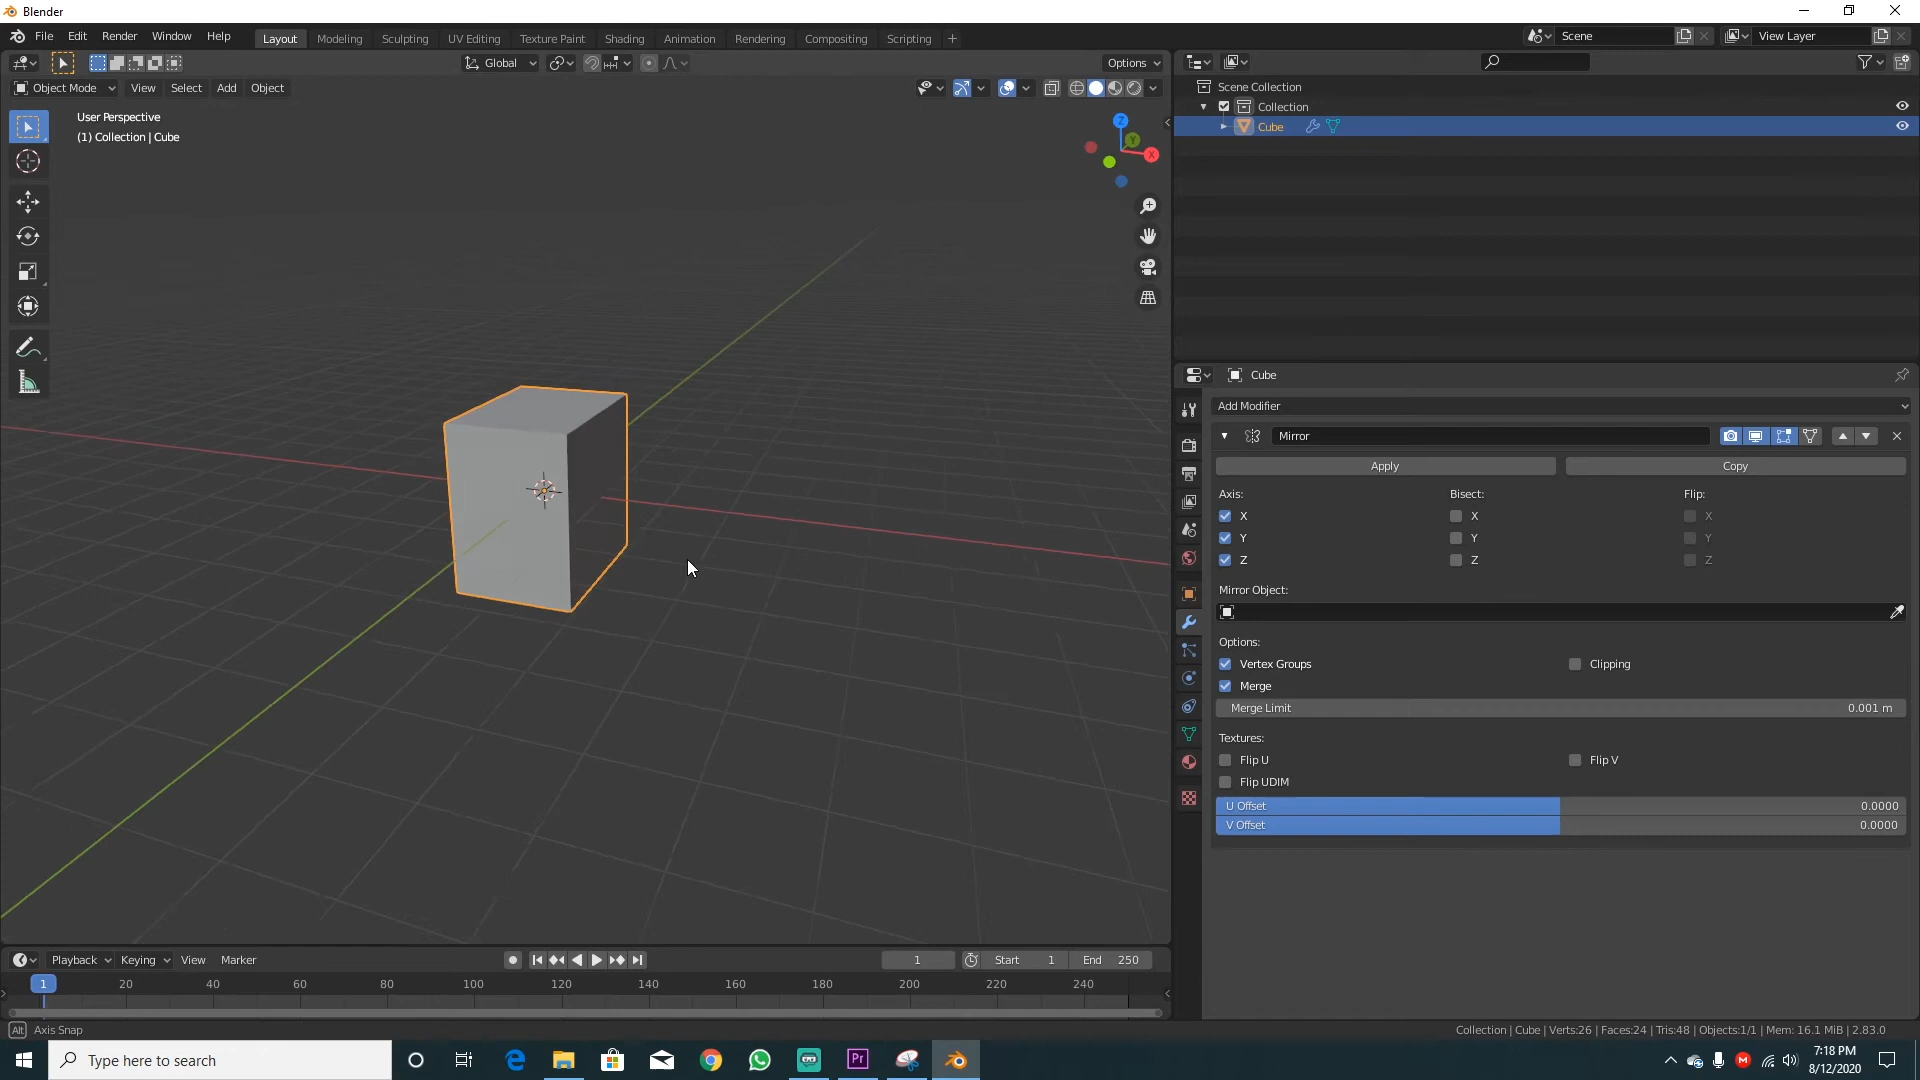 Blender
File Edit Render Window Help Layout Modeling Sculpting UV Editing Texture Paint Shading Animation Rendering Compositing Scripting + Scene View Layer
Global Options
Object Mode View Select Add Object
User Perspective
(1) Collection | Cube
Z
Y
X
Scene Collection
Collection
Cube
Cube
Add Modifier
Mirror
Apply Copy
Axis: Bisect: Flip:
X X X
Y Y Y
Z Z Z
Mirror Object:
Options:
Vertex Groups Clipping
Merge
Merge Limit 0.001 m
Textures:
Flip U Flip V
Flip UDIM
U Offset 0.0000
V Offset 0.0000
Playback Keying View Marker 1 Start 1 End 250
1 20 40 60 80 100 120 140 160 180 200 220 240
Alt Axis Snap Collection | Cube | Verts:26 | Faces:24 | Tris:48 | Objects:1/1 | Mem: 16.1 MiB | 2.83.0
Type here to search Pr M 7:18 PM
8/12/2020